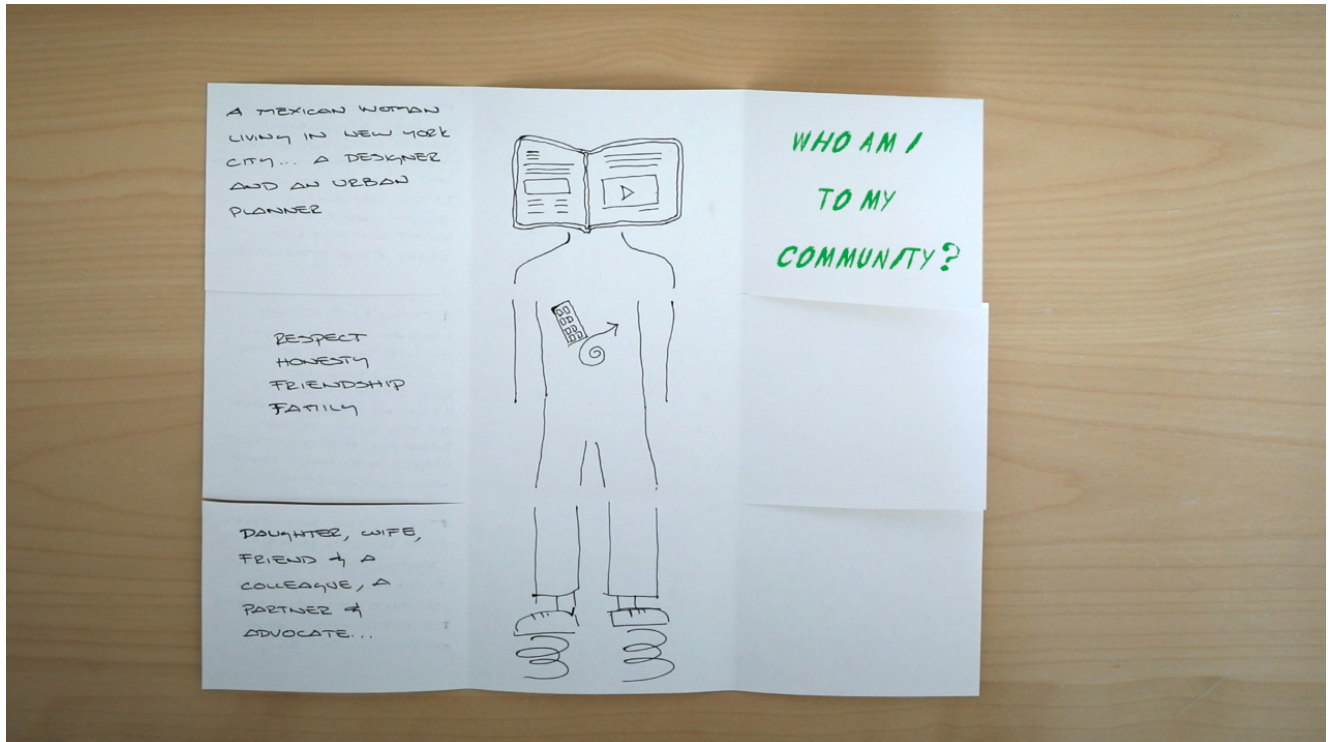 A MEXICAN WOMAN
LIVING IN NEW YORK
CITY... A DESIGNER
AND AN URBAN
PLANNER
RESPECT
HONESTY
FRIENDSHIP
FAMILY
DAUGHTER, WIFE,
FRIEND & A
COLLEAGUE, A
PARTNER &
ADVOCATE...
WHO AM I
TO MY
COMMUNITY?